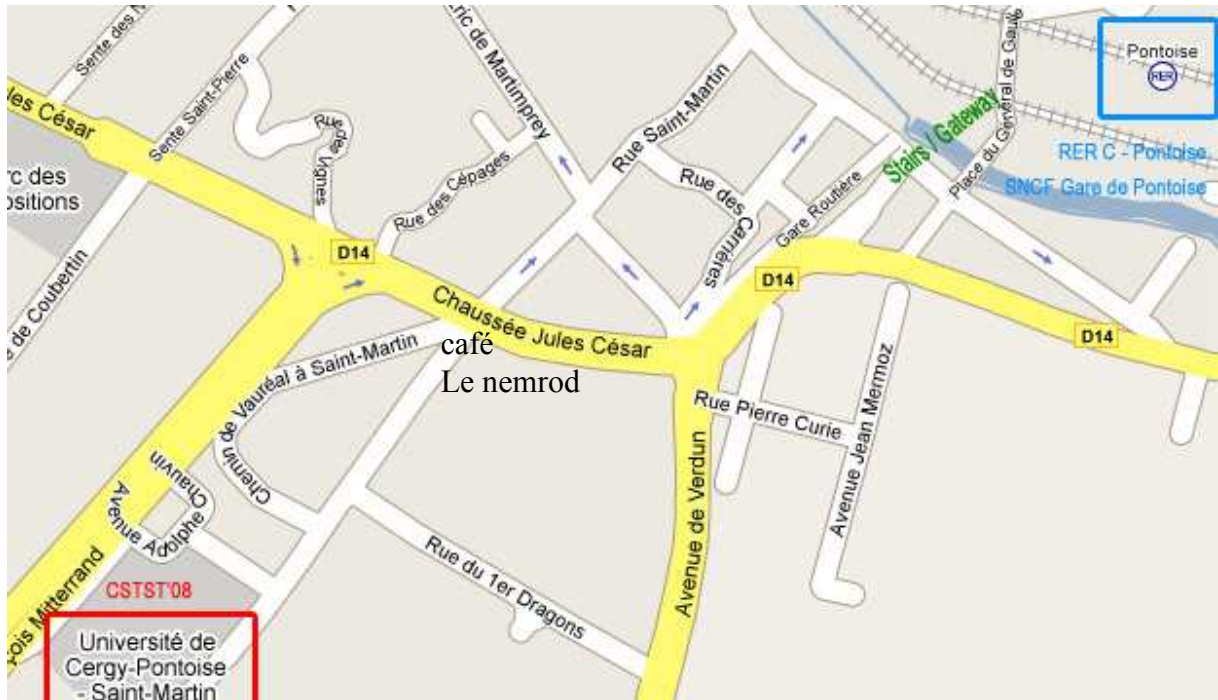 Sente des
Sente Saint-Pierre
ric de Martimprey
Pontoise
RER
les César
Rue des Vignes
Rue des Cépages
Rue Saint-Martin
Rue des Carrières
Stairs / Gateway
Place du Général de Gaulle
RER C - Pontoise
SNCF Gare de Pontoise
rc des
ositions
Gare Routière
D14
D14
D14
de Coubertin
Chaussée Jules César
café
Le nemrod
Chemin de Vauréal à Saint-Martin
Rue Pierre Curie
Avenue Jean Mermoz
Avenue de Verdun
Avenue Adolphe Chauvin
Rue du 1er Dragons
CSTST'08
ois Mitterrand
Université de
Cergy-Pontoise
- Saint-Martin